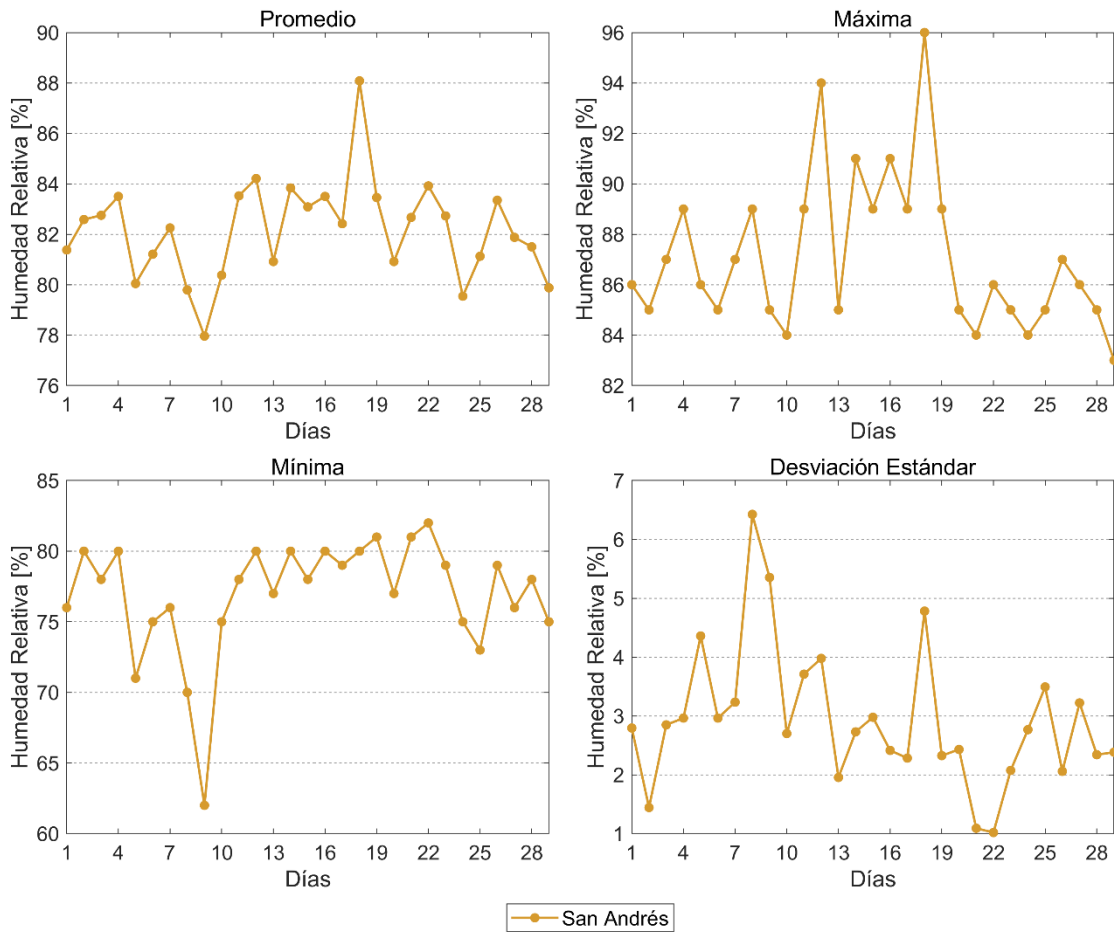 Promedio
Humedad Relativa [%]
90
88
86
84
82
80
78
76
1 4 7 10 13 16 19 22 25 28
Días
Máxima
Humedad Relativa [%]
96
94
92
90
88
86
84
82
1 4 7 10 13 16 19 22 25 28
Días
Mínima
Humedad Relativa [%]
85
80
75
70
65
60
1 4 7 10 13 16 19 22 25 28
Días
Desviación Estándar
Humedad Relativa [%]
7
6
5
4
3
2
1
1 4 7 10 13 16 19 22 25 28
Días
San Andrés